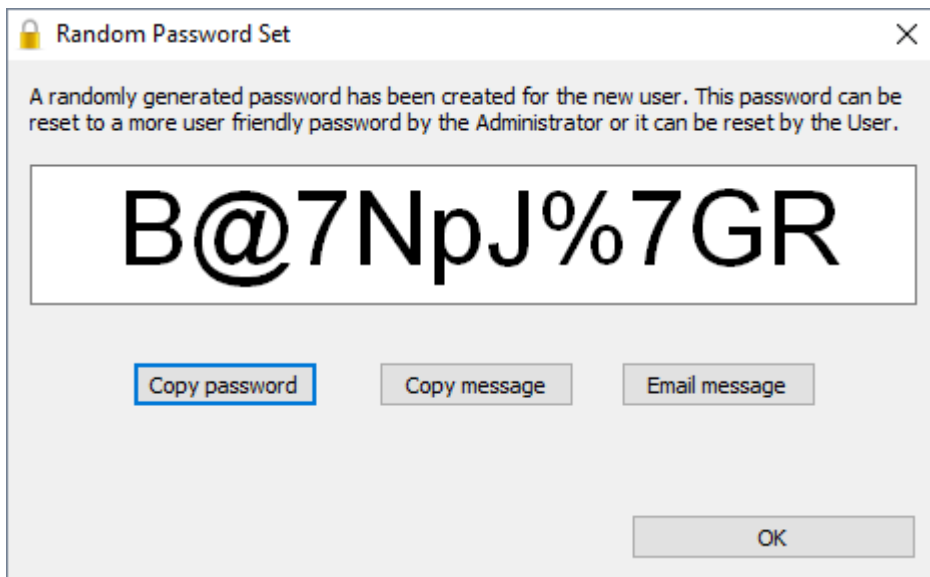 Random Password Set
A randomly generated password has been created for the new user. This password can be
reset to a more user friendly password by the Administrator or it can be reset by the User.
B@7NpJ%7GR
Copy password
Copy message
Email message
OK